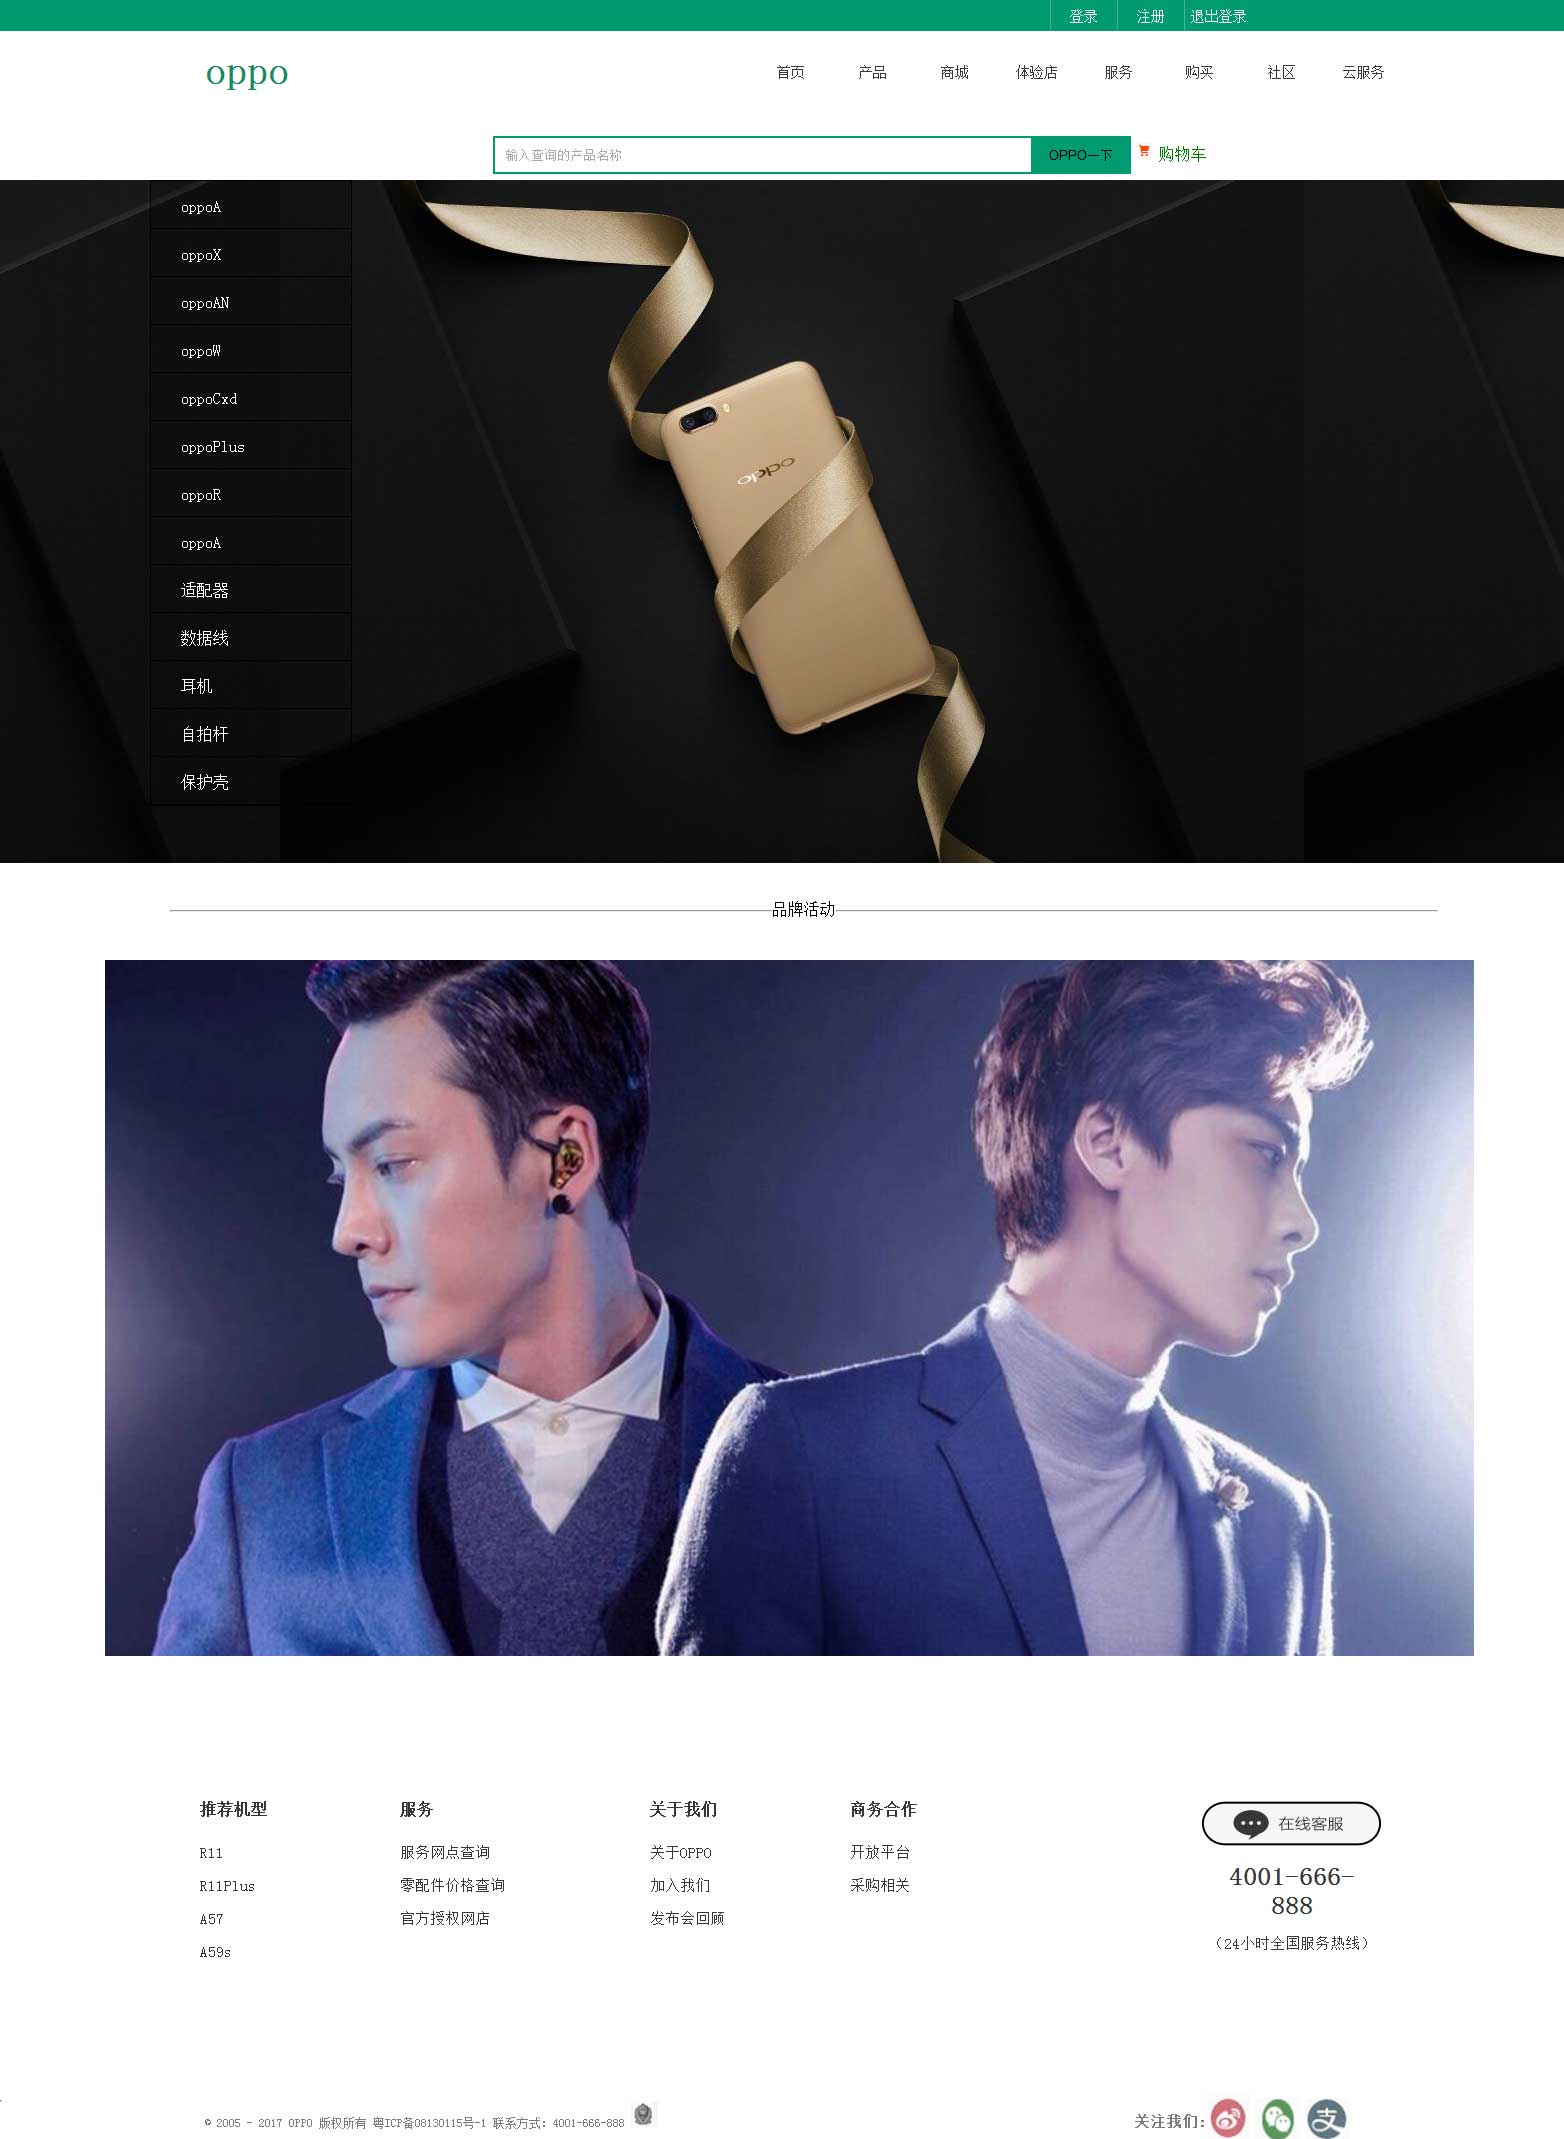 登录 注册 退出登录
oppo
首页 产品 商城 体验店 服务 购买 社区 云服务
输入查询的产品名称 OPPO一下 购物车
oppoA
oppoX
oppoAN
oppoW
oppoCxd
oppoPlus
oppoR
oppoA
适配器
数据线
耳机
自拍杆
保护壳
oppo
品牌活动
推荐机型
R11
R11Plus
A57
A59s
服务
服务网点查询
零配件价格查询
官方授权网店
关于我们
关于OPPO
加入我们
发布会回顾
商务合作
开放平台
采购相关
在线客服
4001-666-
888
（24小时全国服务热线）
© 2005 - 2017 OPPO 版权所有 粤ICP备08130115号-1 联系方式: 4001-666-888
关注我们:
支